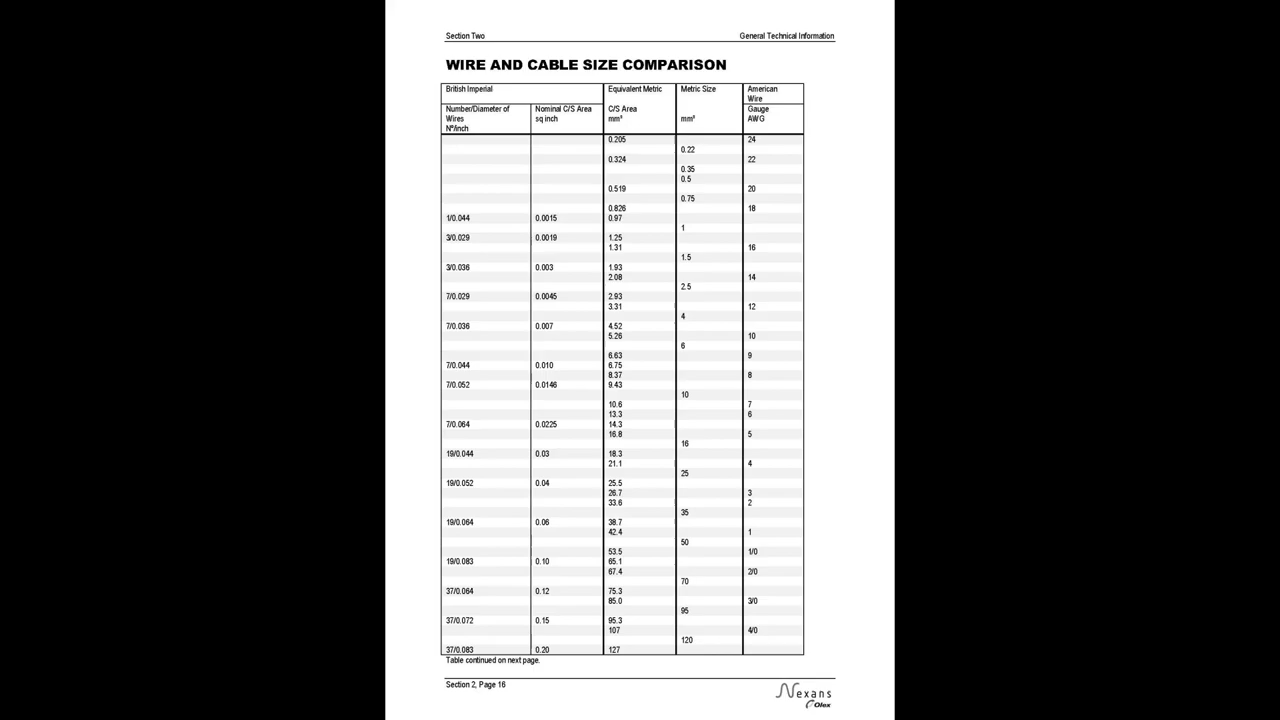 Section Two General Technical Information
WIRE AND CABLE SIZE COMPARISON
British Imperial Equivalent Metric Metric Size American
Wire
Number/Diameter of Nominal C/S Area C/S Area Gauge
Wires sq inch mm² mm² AWG
Nº/inch
0.205 24
0.22
0.324 22
0.35
0.5
0.519 20
0.75
0.826 18
1/0.044 0.0015 0.97
1
3/0.029 0.0019 1.25
1.31 16
1.5
3/0.036 0.003 1.93
2.08 14
2.5
7/0.029 0.0045 2.93
3.31 12
4
7/0.036 0.007 4.52
5.26 10
6
6.63 9
7/0.044 0.010 6.75
8.37 8
7/0.052 0.0146 9.43
10
10.6 7
13.3 6
7/0.064 0.0225 14.3
16.8 5
16
19/0.044 0.03 18.3
21.1 4
25
19/0.052 0.04 25.5
26.7 3
33.6 2
35
19/0.064 0.06 38.7
42.4 1
50
53.5 1/0
19/0.083 0.10 65.1
67.4 2/0
70
37/0.064 0.12 75.3
85.0 3/0
95
37/0.072 0.15 95.3
107 4/0
120
37/0.083 0.20 127
Table continued on next page.
Section 2, Page 16
Nexans
Olex